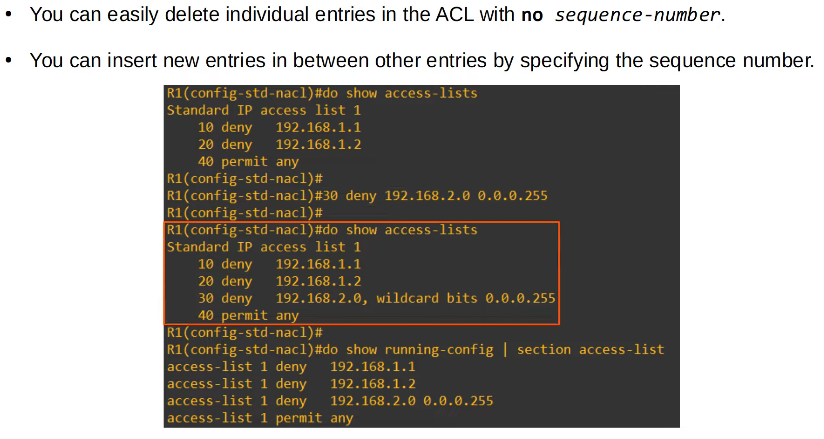 • You can easily delete individual entries in the ACL with no sequence-number.
• You can insert new entries in between other entries by specifying the sequence number.
R1(config-std-nacl)#do show access-lists
Standard IP access list 1
    10 deny   192.168.1.1
    20 deny   192.168.1.2
    40 permit any
R1(config-std-nacl)#
R1(config-std-nacl)#30 deny 192.168.2.0 0.0.0.255
R1(config-std-nacl)#
R1(config-std-nacl)#do show access-lists
Standard IP access list 1
    10 deny   192.168.1.1
    20 deny   192.168.1.2
    30 deny   192.168.2.0, wildcard bits 0.0.0.255
    40 permit any
R1(config-std-nacl)#
R1(config-std-nacl)#do show running-config | section access-list
access-list 1 deny   192.168.1.1
access-list 1 deny   192.168.1.2
access-list 1 deny   192.168.2.0 0.0.0.255
access-list 1 permit any